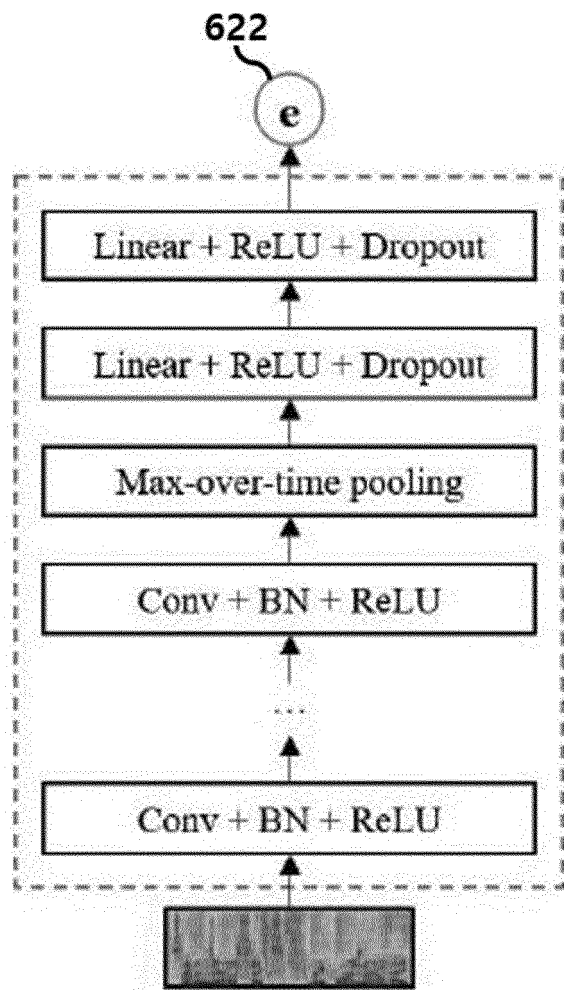 622
e
Linear + ReLU + Dropout
Linear + ReLU + Dropout
Max-over-time pooling
Conv + BN + ReLU
...
Conv + BN + ReLU